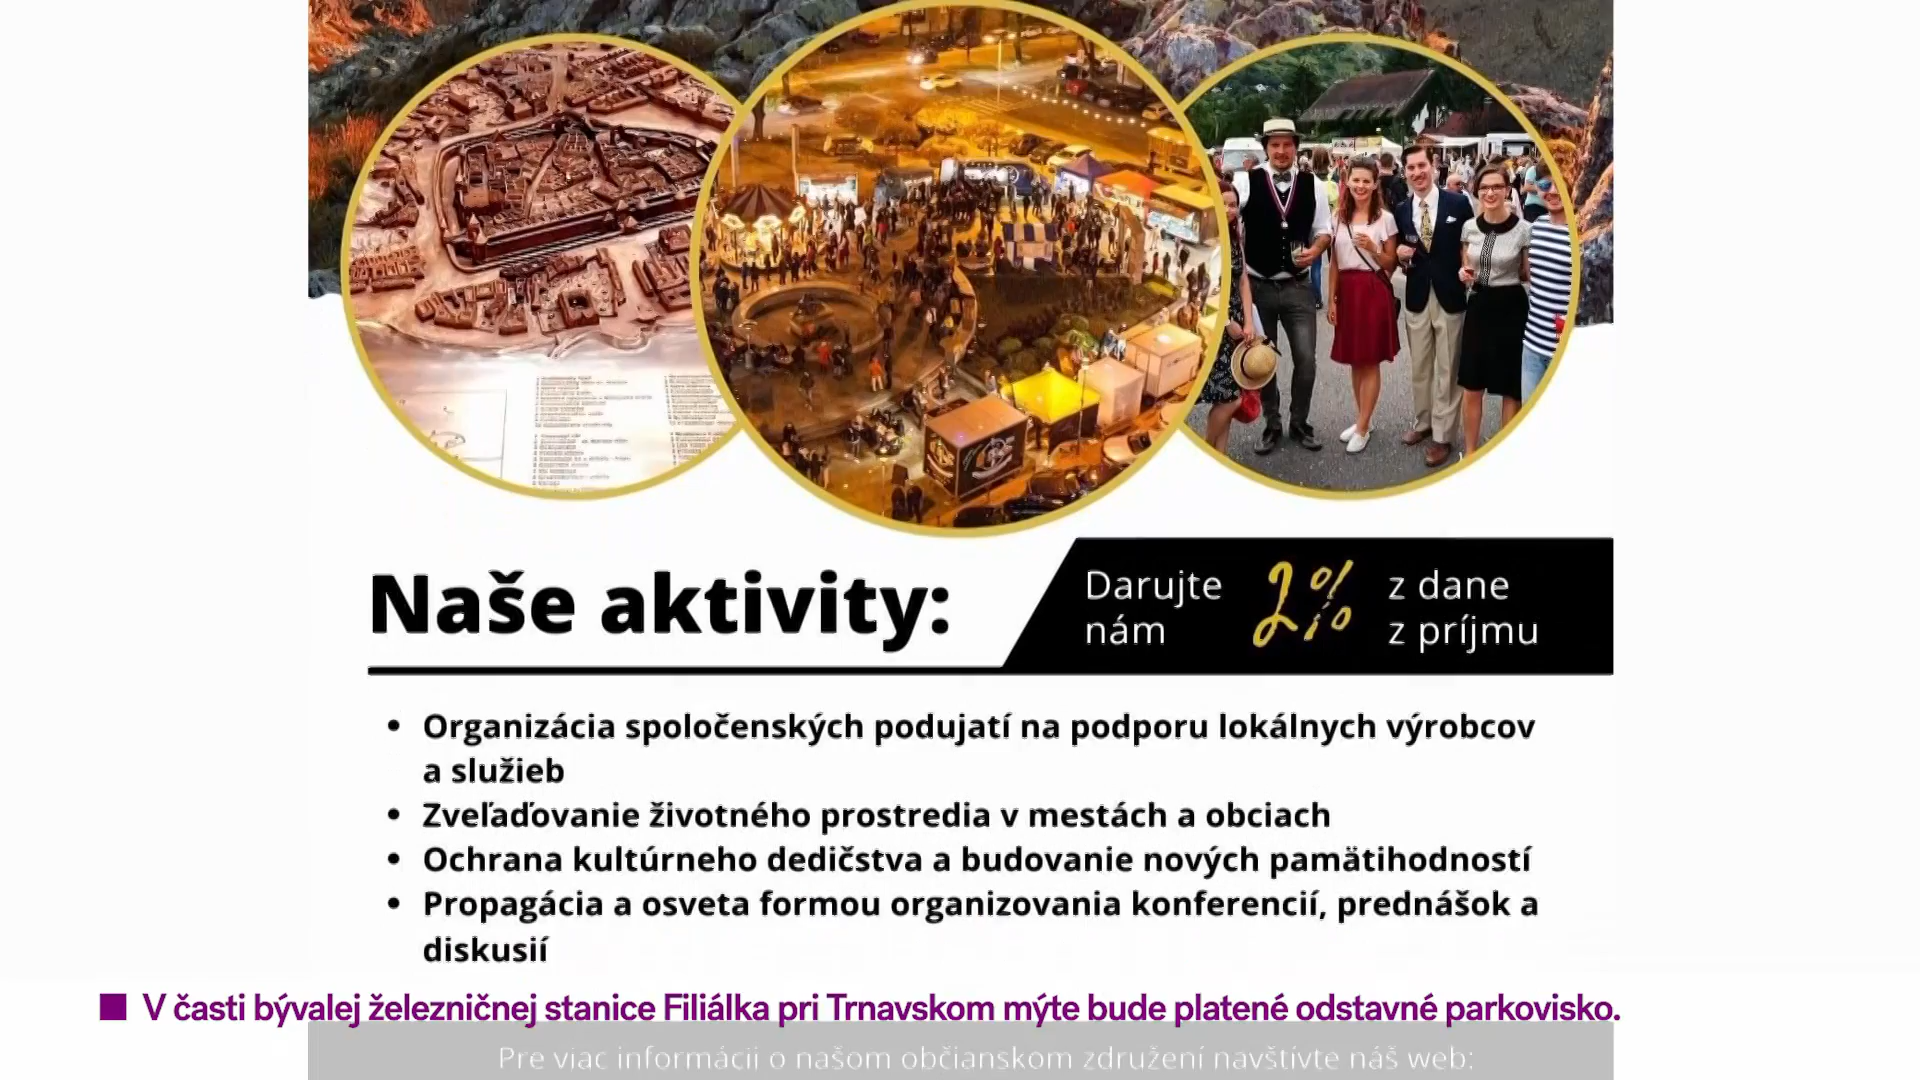 Naše aktivity:
Darujte
nám
2%
z dane
z príjmu
• Organizácia spoločenských podujatí na podporu lokálnych výrobcov
a služieb
• Zveľaďovanie životného prostredia v mestách a obciach
• Ochrana kultúrneho dedičstva a budovanie nových pamätihodností
• Propagácia a osveta formou organizovania konferencií, prednášok a
diskusií
V časti bývalej železničnej stanice Filiálka pri Trnavskom mýte bude platené odstavné parkovisko.
Pre viac informácii o našom občianskom združení navštívte náš web: